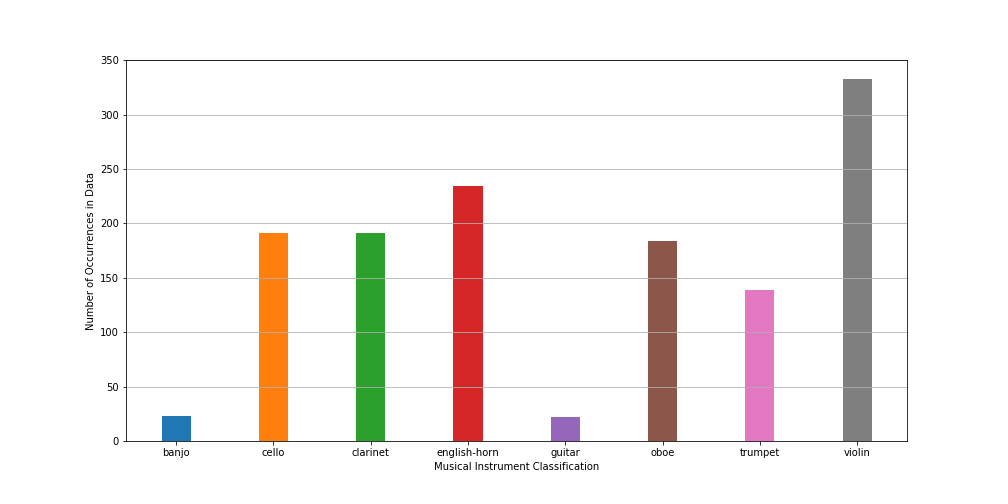 350
300
250
200
150
100
50
0
Number of Occurrences in Data
banjo cello clarinet english-horn guitar oboe trumpet violin
Musical Instrument Classification